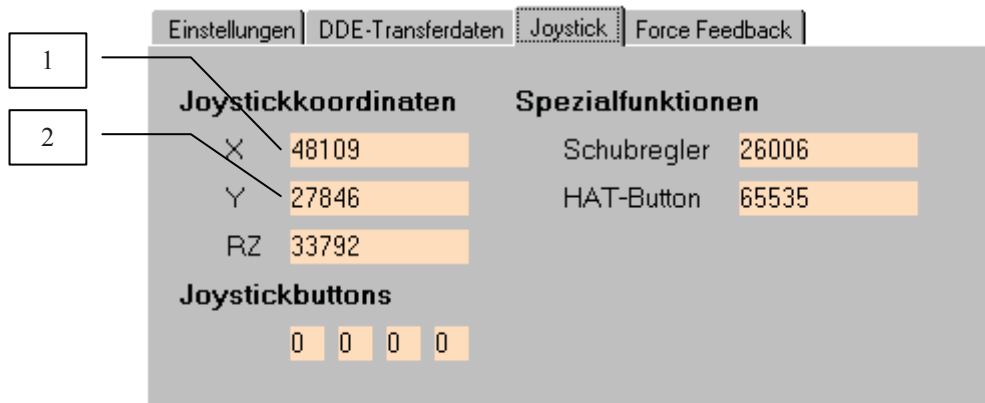 Einstellungen DDE-Transferdaten Joystick Force Feedback
1
Joystickkoordinaten Spezialfunktionen
2
X 48109 Schubregler 26006
Y 27846 HAT-Button 65535
RZ 33792
Joystickbuttons
0 0 0 0